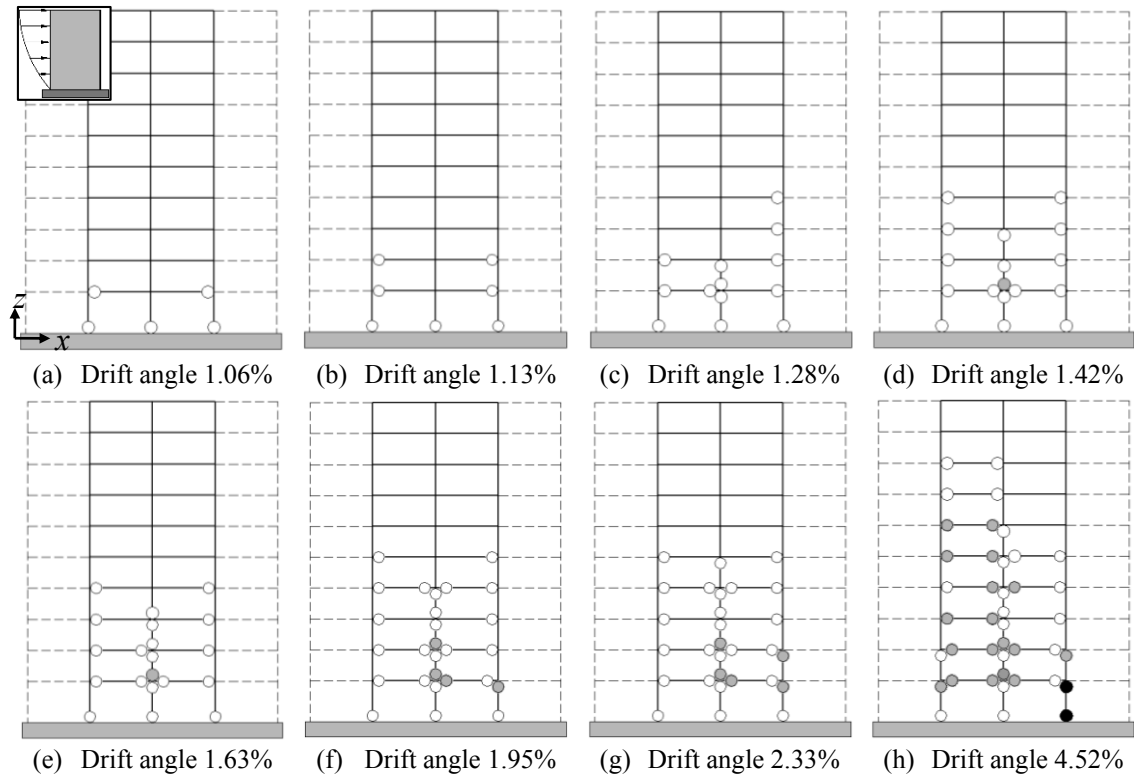 z
x
(a) Drift angle 1.06%
(b) Drift angle 1.13%
(c) Drift angle 1.28%
(d) Drift angle 1.42%
(e) Drift angle 1.63%
(f) Drift angle 1.95%
(g) Drift angle 2.33%
(h) Drift angle 4.52%